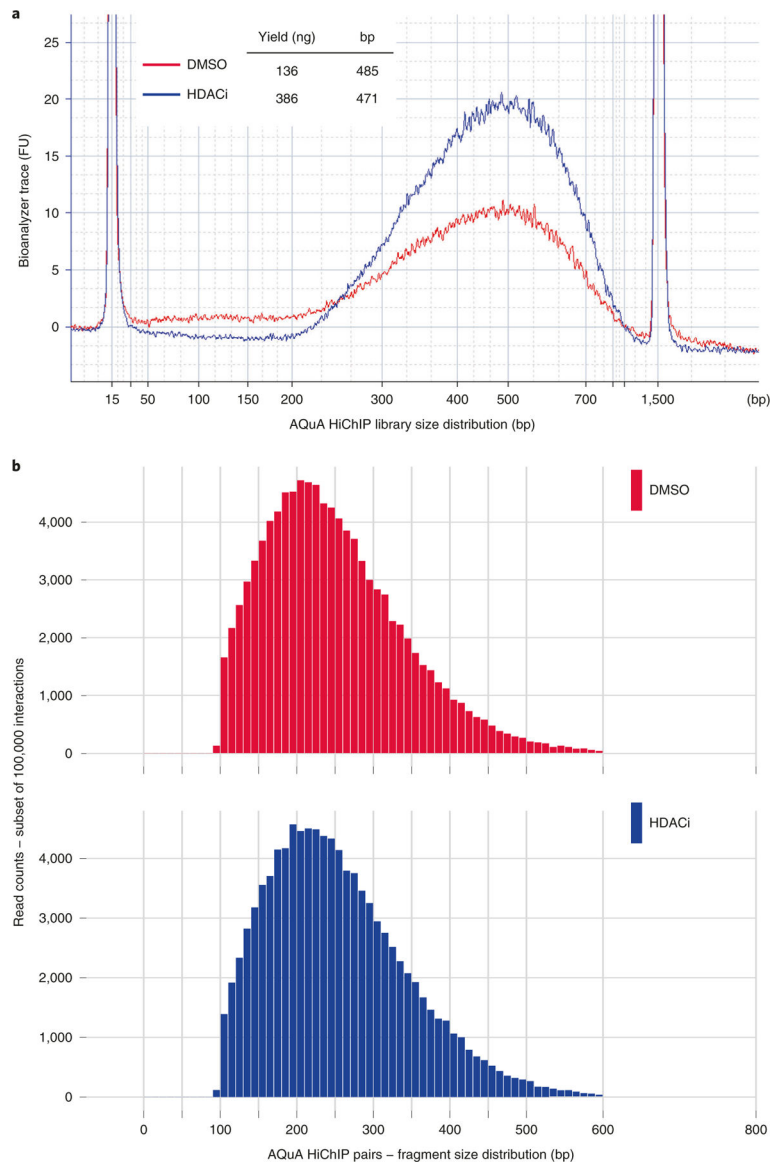 a
Yield (ng) bp
DMSO 136 485
HDACi 386 471
25
20
15
10
5
0
Bioanalyzer trace (FU)
15 50 100 150 200 300 400 500 700 1,500 (bp)
AQuA HiChIP library size distribution (bp)
b
DMSO
4,000
3,000
2,000
1,000
0
HDACi
4,000
3,000
2,000
1,000
0
Read counts – subset of 100,000 interactions
0 100 200 300 400 500 600 800
AQuA HiChIP pairs – fragment size distribution (bp)